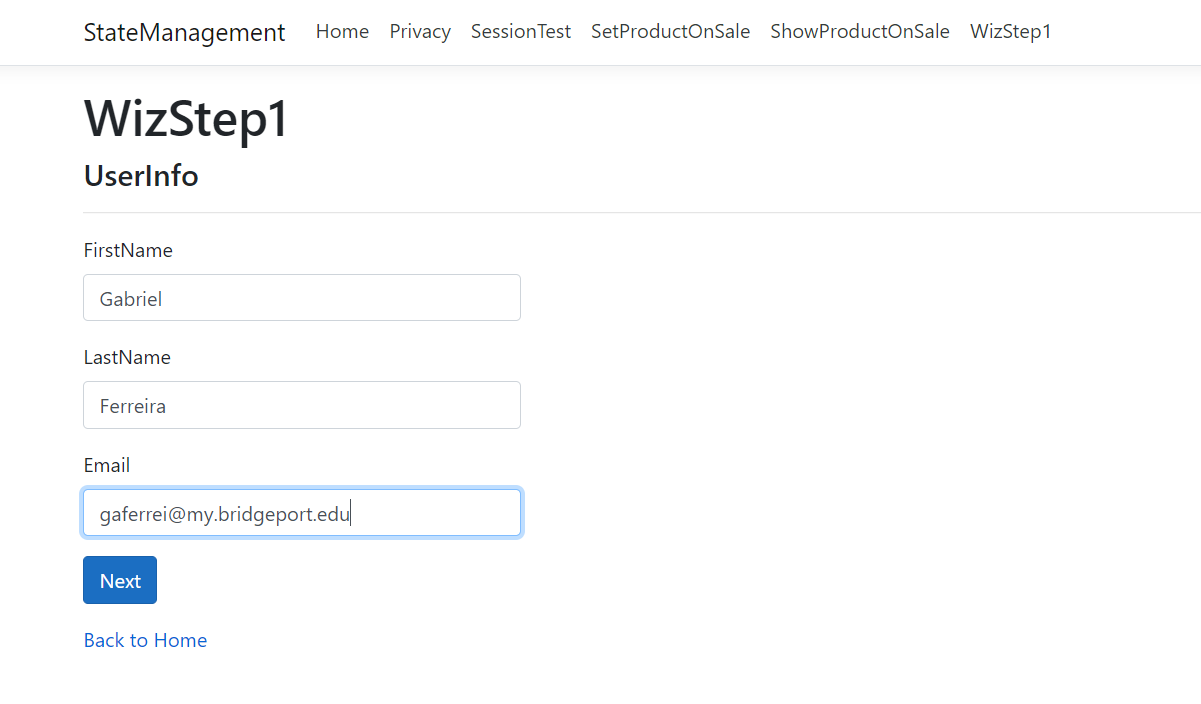 StateManagement Home Privacy SessionTest SetProductOnSale ShowProductOnSale WizStep1
WizStep1
UserInfo
FirstName
Gabriel
LastName
Ferreira
Email
gaferrei@my.bridgeport.edu
Next
Back to Home